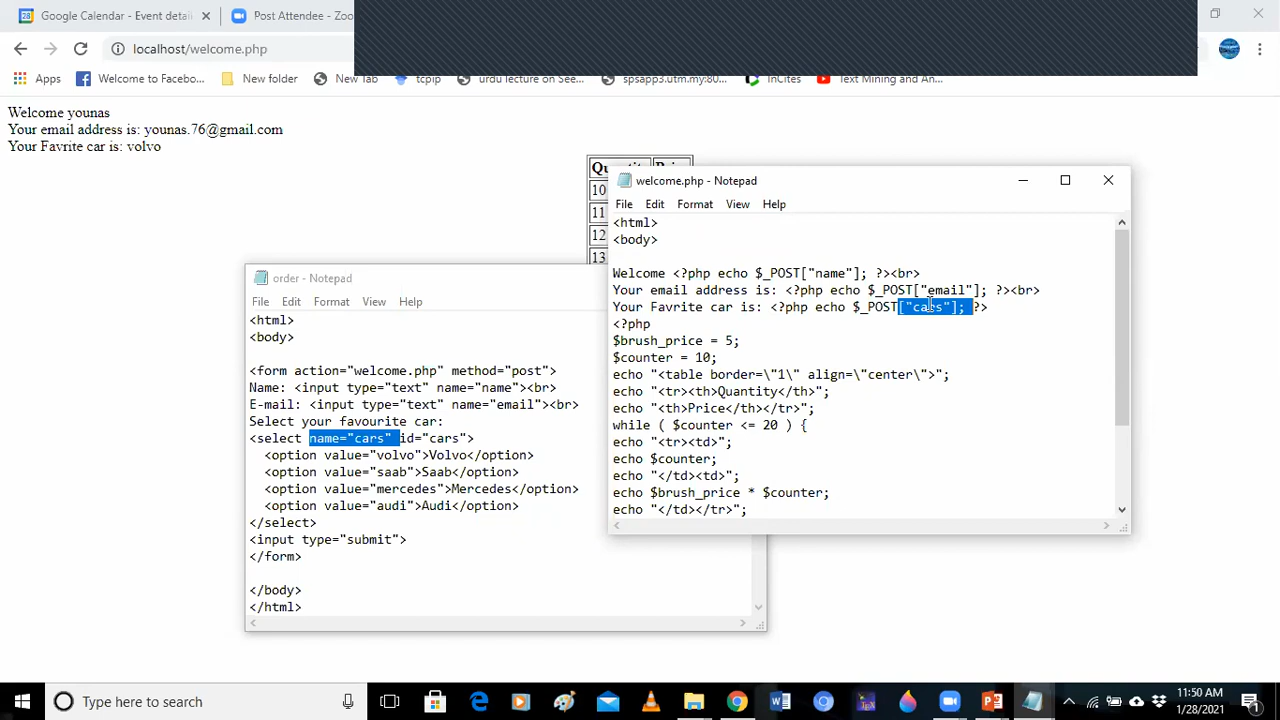 Google Calendar - Event detai
Post Attendee - Zoo
localhost/welcome.php
Apps
Welcome to Facebo...
New folder
New Tab
tcpip
urdu lecture on See...
spsapp3.utm.my:80...
InCites
Text Mining and An...
Welcome younas
Your email address is: younas.76@gmail.com
Your Favrite car is: volvo
10
11
12
13
welcome.php - Notepad
File Edit Format View Help
<html>
<body>
Welcome <?php echo $_POST["name"]; ?><br>
Your email address is: <?php echo $_POST["email"]; ?><br>
Your Favrite car is: <?php echo $_POST["cars"]; ?>
<?php
$brush_price = 5;
$counter = 10;
echo "<table border=\"1\" align=\"center\">";
echo "<tr><th>Quantity</th>";
echo "<th>Price</th></tr>";
while ( $counter <= 20 ) {
echo "<tr><td>";
echo $counter;
echo "</td><td>";
echo $brush_price * $counter;
echo "</td></tr>";
order - Notepad
File Edit Format View Help
<html>
<body>
<form action="welcome.php" method="post">
Name: <input type="text" name="name"><br>
E-mail: <input type="text" name="email"><br>
Select your favourite car:
<select name="cars" id="cars">
<option value="volvo">Volvo</option>
<option value="saab">Saab</option>
<option value="mercedes">Mercedes</option>
<option value="audi">Audi</option>
</select>
<input type="submit">
</form>
</body>
</html>
Type here to search
11:50 AM
1/28/2021